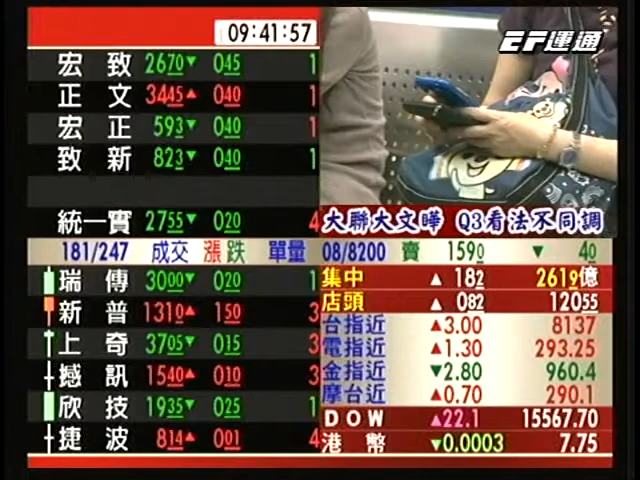 09:41:57
EF運通
宏致 2670▼ 045 1
正文 3445▲ 040 1
宏正 593▼ 040 1
致新 823▼ 040 1
統一實 2755▼ 020 4
大聯大文曄 Q3看法不同調
181/247 成交 漲跌 單量
08/8200 賣 1590 ▼ 40
瑞傳 3000▼ 020 1
新普 1310▲ 150 3
上奇 3705▼ 015 3
撼訊 1540▲ 010 3
欣技 1935▼ 025 1
捷波 814▲ 001 4
集中 ▲ 182 2619億
店頭 ▲ 082 12055
台指近 ▲3.00 8137
電指近 ▲1.30 293.25
金指近 ▼2.80 960.4
摩台近 ▲0.70 290.1
DOW ▲22.1 15567.70
港幣 ▼0.0003 7.75